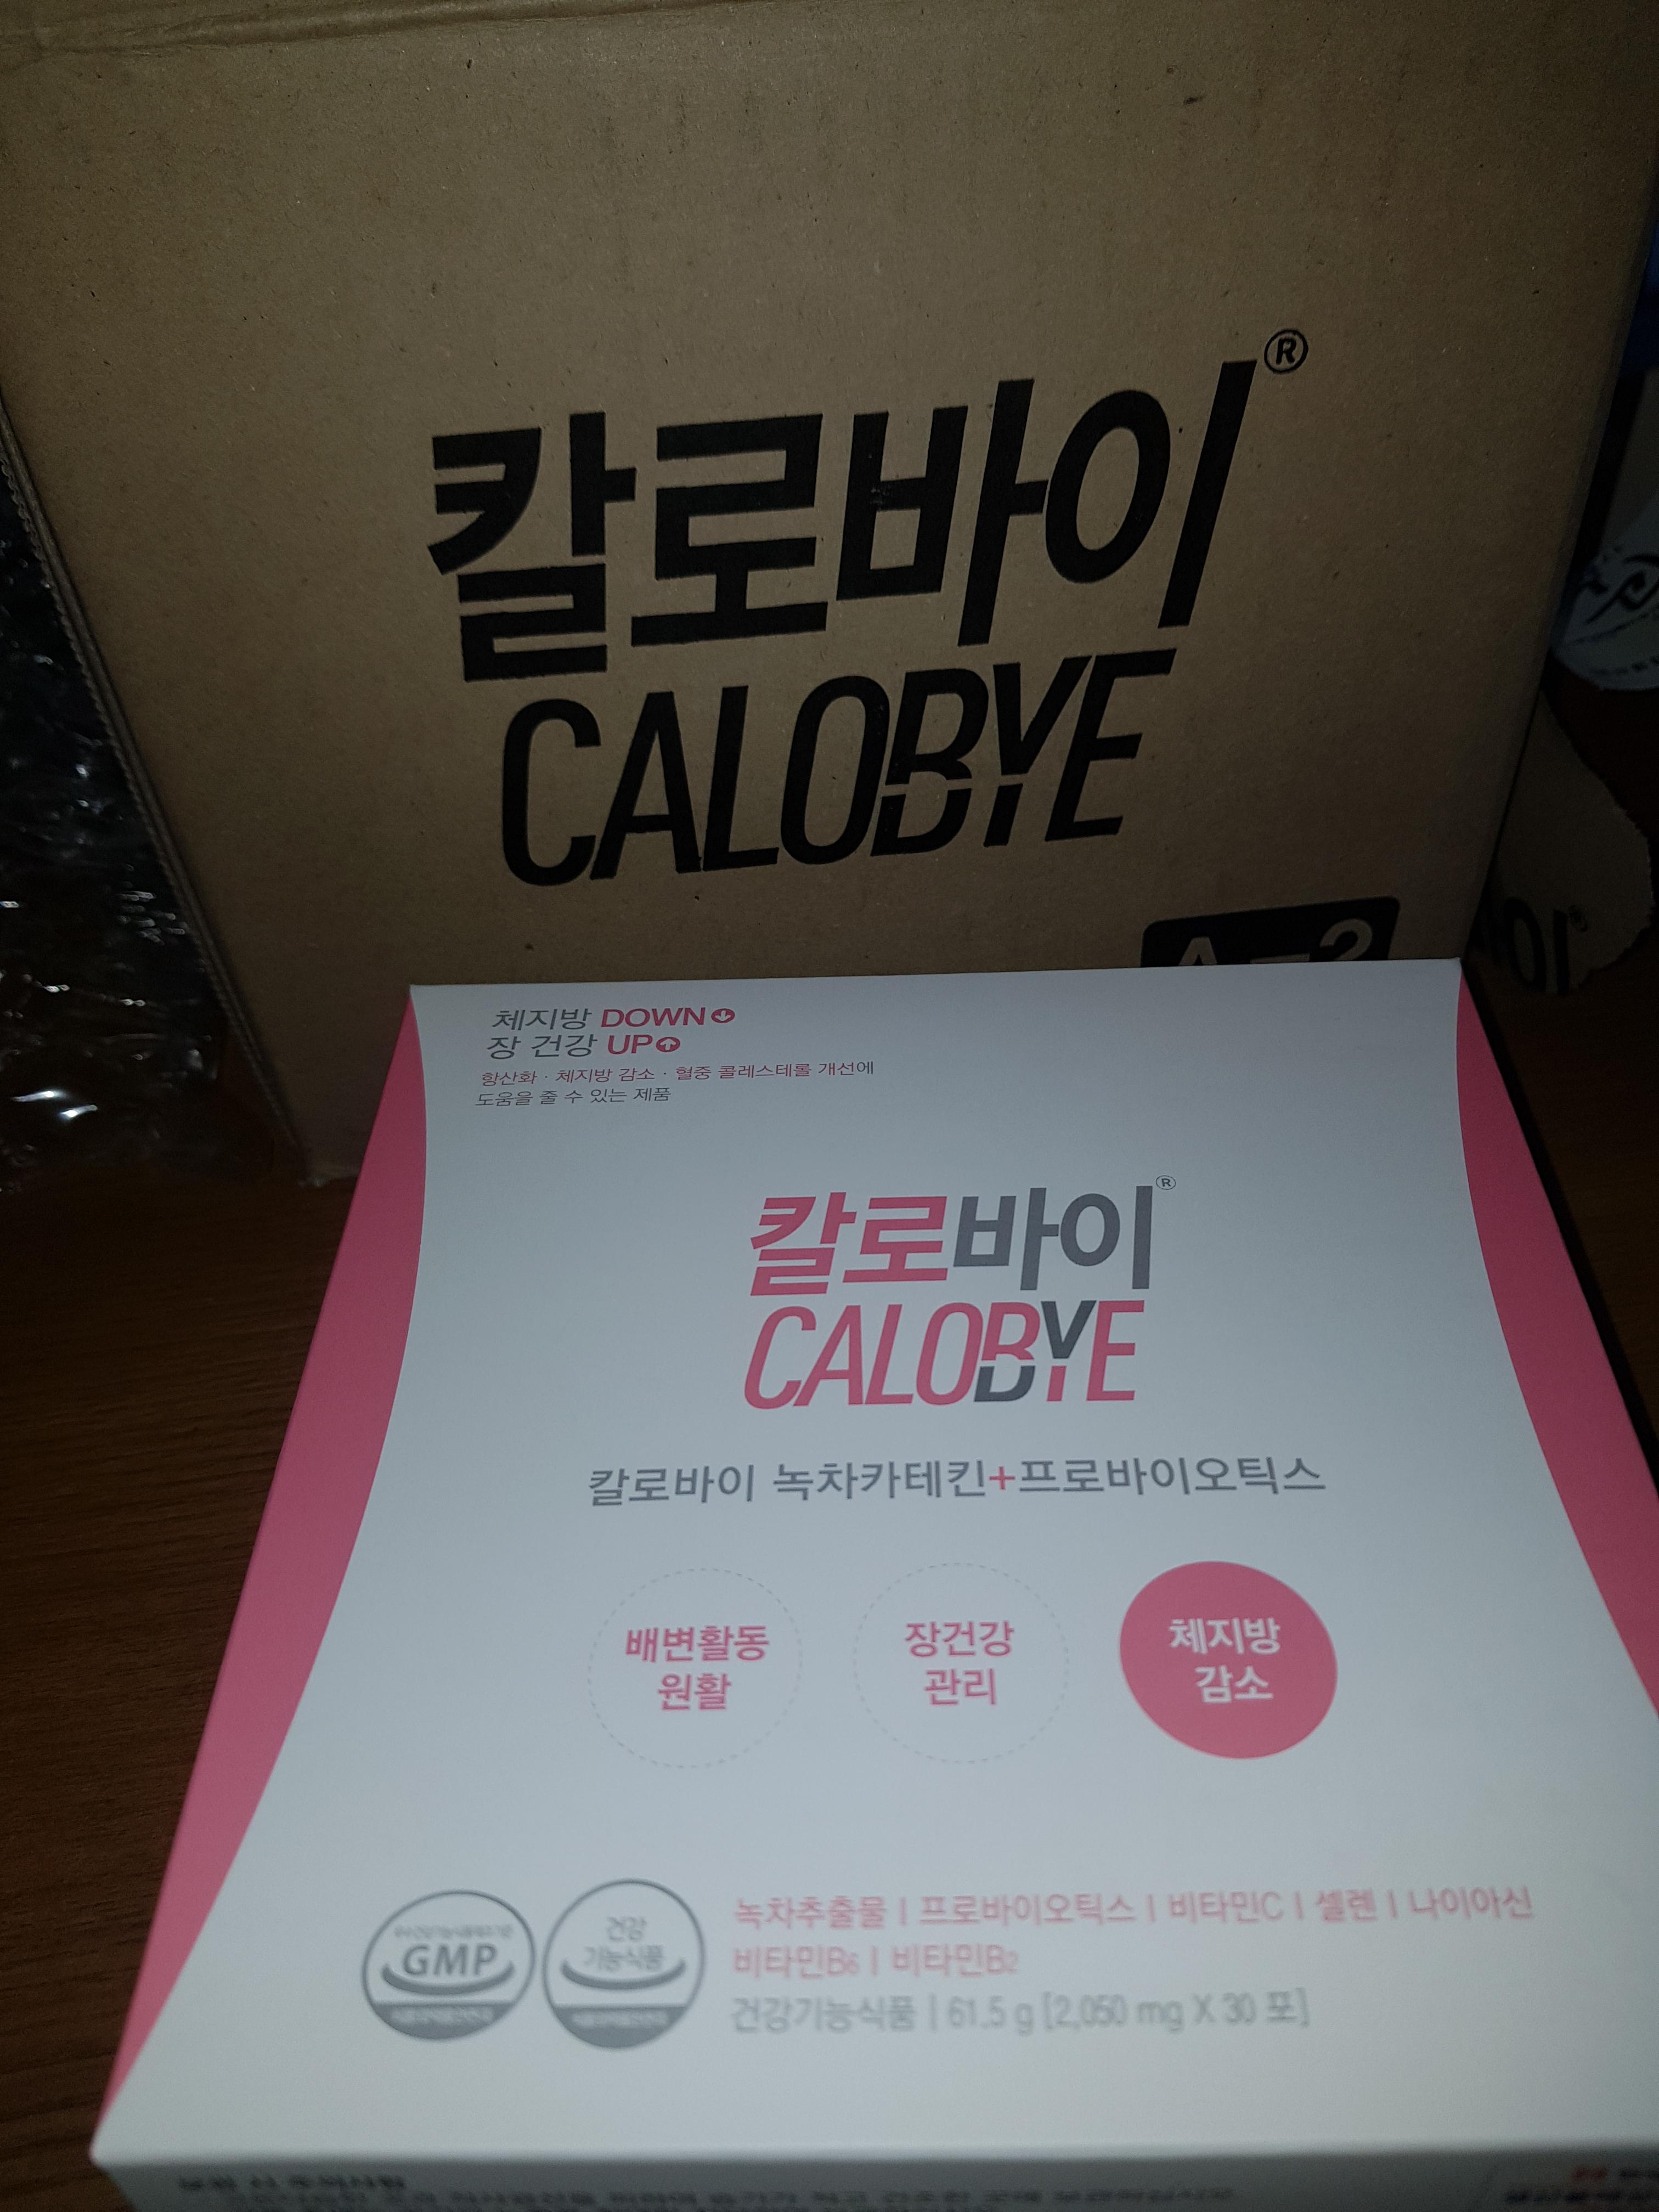 칼로바이®
CALOBYE
A-2
체지방 DOWN
장 건강 UP
항산화 · 체지방 감소 · 혈중 콜레스테롤 개선에
도움을 줄 수 있는 제품
칼로바이®
CALOBYE
칼로바이 녹차카테킨+프로바이오틱스
배변활동
원활
장건강
관리
체지방
감소
GMP
건강
기능식품
녹차추출물 | 프로바이오틱스 | 비타민C | 셀렌 | 나이아신
비타민B6 | 비타민B2
건강기능식품 | 61.5 g [2,050 mg X 30 포]